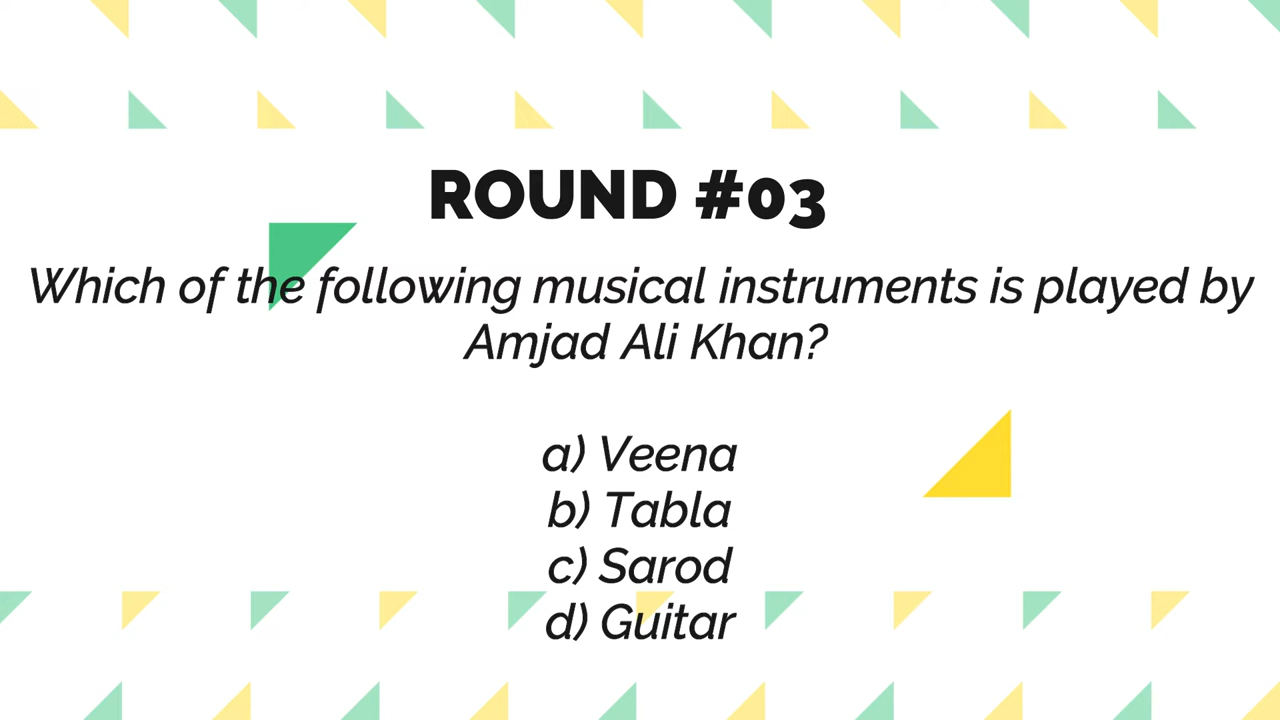 ROUND #03
Which of the following musical instruments is played by
Amjad Ali Khan?
a) Veena
b) Tabla
c) Sarod
d) Guitar